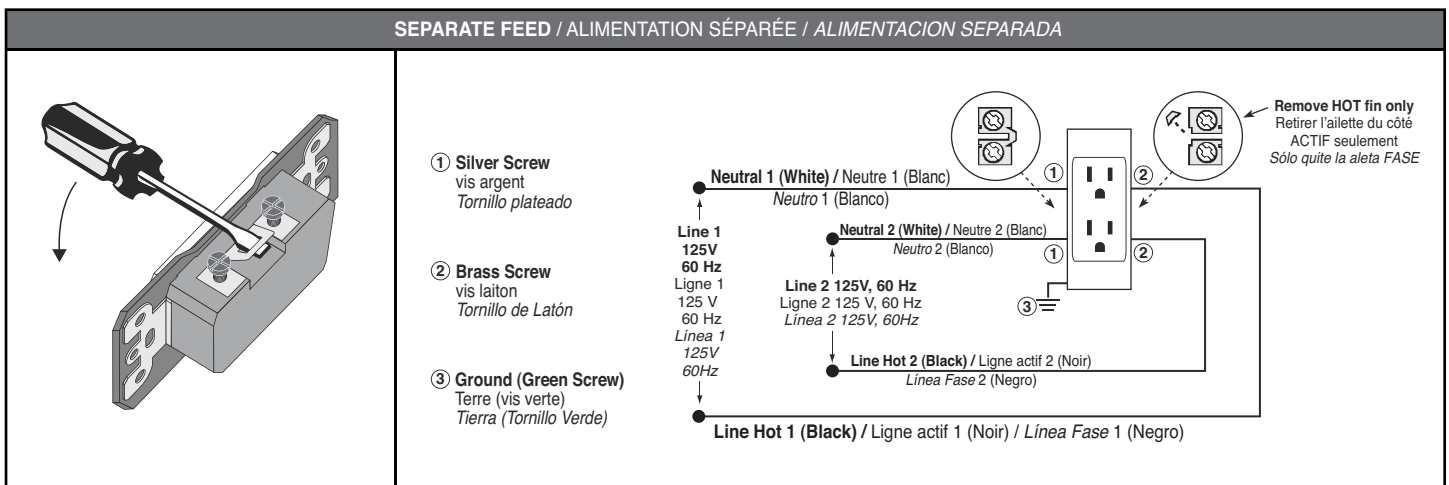 SEPARATE FEED / ALIMENTATION SÉPARÉE / ALIMENTACION SEPARADA
1 Silver Screw
vis argent
Tornillo plateado
2 Brass Screw
vis laiton
Tornillo de Latón
3 Ground (Green Screw)
Terre (vis verte)
Tierra (Tornillo Verde)
Remove HOT fin only
Retirer l'ailette du côté
ACTIF seulement
Sólo quite la aleta FASE
1
2
Neutral 1 (White) / Neutre 1 (Blanc)
Neutro 1 (Blanco)
Neutral 2 (White) / Neutre 2 (Blanc)
Neutro 2 (Blanco)
1
2
3
Line 1
125V
60 Hz
Ligne 1
125 V
60 Hz
Línea 1
125V
60Hz
Line 2 125V, 60 Hz
Ligne 2 125 V, 60 Hz
Línea 2 125V, 60Hz
Line Hot 2 (Black) / Ligne actif 2 (Noir)
Línea Fase 2 (Negro)
Line Hot 1 (Black) / Ligne actif 1 (Noir) / Línea Fase 1 (Negro)